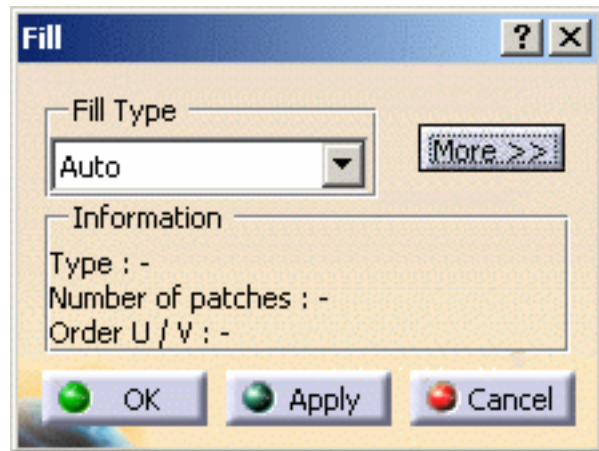 Fill
? X
Fill Type
Auto
More >>
Information
Type : -
Number of patches : -
Order U / V : -
OK Apply Cancel